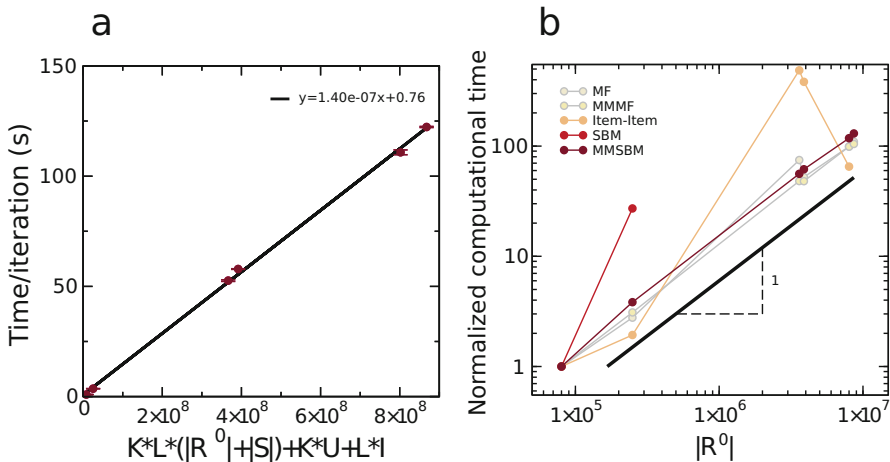 a
150
100
50
0
Time/iteration (s)
y=1.40e-07x+0.76
2×10⁸
4×10⁸
6×10⁸
8×10⁸
K*L*(|R⁰|+|S|)+K*U+L*I
b
Normalized computational time
100
10
1
MF
MMMF
Item-Item
SBM
MMSBM
1
1×10⁵
1×10⁶
1×10⁷
|R⁰|